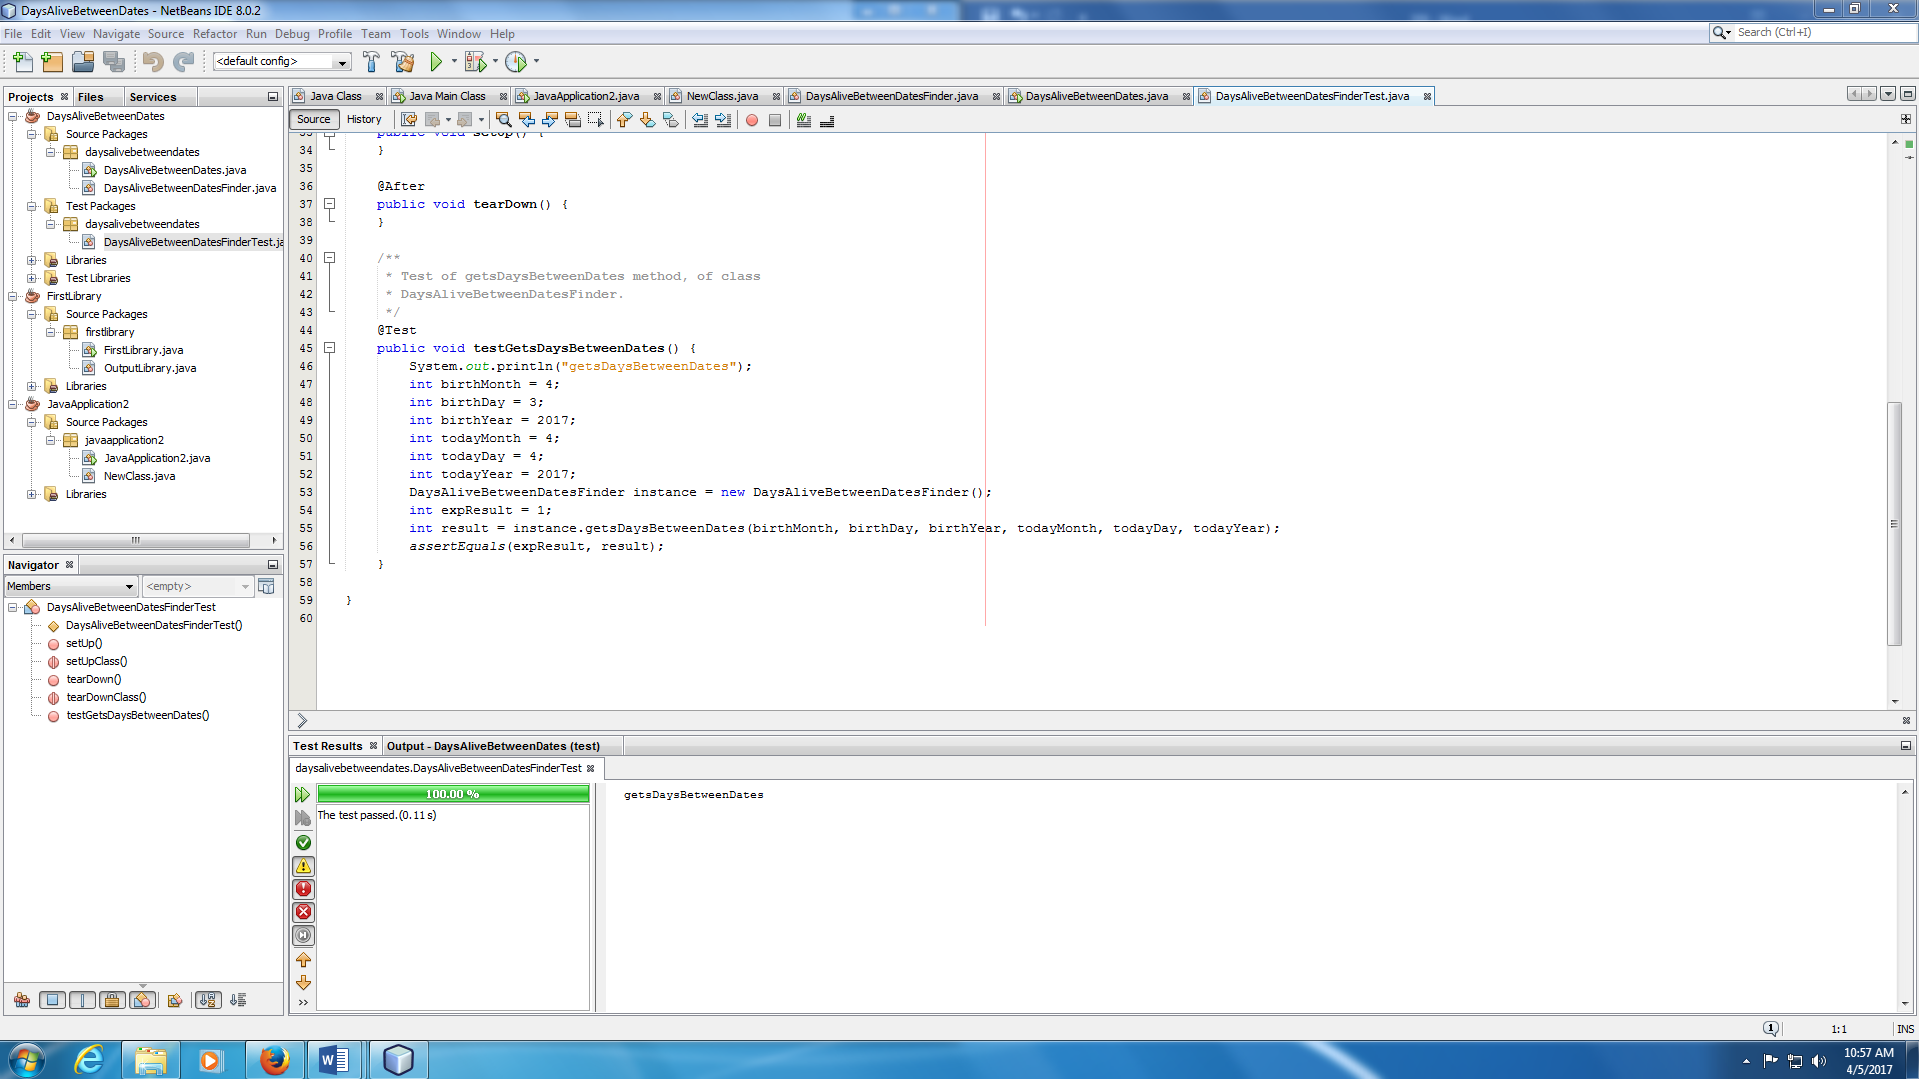 DaysAliveBetweenDates - NetBeans IDE 8.0.2
File Edit View Navigate Source Refactor Run Debug Profile Team Tools Window Help
Search (Ctrl+I)
<default config>
Projects Files Services
DaysAliveBetweenDates
Source Packages
daysalivebetweendates
DaysAliveBetweenDates.java
DaysAliveBetweenDatesFinder.java
Test Packages
daysalivebetweendates
DaysAliveBetweenDatesFinderTest.ja
Libraries
Test Libraries
FirstLibrary
Source Packages
firstlibrary
FirstLibrary.java
OutputLibrary.java
Libraries
JavaApplication2
Source Packages
javaapplication2
JavaApplication2.java
NewClass.java
Libraries
Navigator
Members <empty>
DaysAliveBetweenDatesFinderTest
DaysAliveBetweenDatesFinderTest()
setUp()
setUpClass()
tearDown()
tearDownClass()
testGetsDaysBetweenDates()
Java Class Java Main Class JavaApplication2.java NewClass.java DaysAliveBetweenDatesFinder.java DaysAliveBetweenDates.java DaysAliveBetweenDatesFinderTest.java
Source History
33 public void setUp() {
34 }
35
36 @After
37 public void tearDown() {
38 }
39
40 /**
41 * Test of getsDaysBetweenDates method, of class
42 * DaysAliveBetweenDatesFinder.
43 */
44 @Test
45 public void testGetsDaysBetweenDates() {
46 System.out.println("getsDaysBetweenDates");
47 int birthMonth = 4;
48 int birthDay = 3;
49 int birthYear = 2017;
50 int todayMonth = 4;
51 int todayDay = 4;
52 int todayYear = 2017;
53 DaysAliveBetweenDatesFinder instance = new DaysAliveBetweenDatesFinder();
54 int expResult = 1;
55 int result = instance.getsDaysBetweenDates(birthMonth, birthDay, birthYear, todayMonth, todayDay, todayYear);
56 assertEquals(expResult, result);
57 }
58
59 }
60
Test Results Output - DaysAliveBetweenDates (test)
daysalivebetweendates.DaysAliveBetweenDatesFinderTest
100.00 %
The test passed.(0.11 s)
getsDaysBetweenDates
1 1:1 INS
10:57 AM
4/5/2017